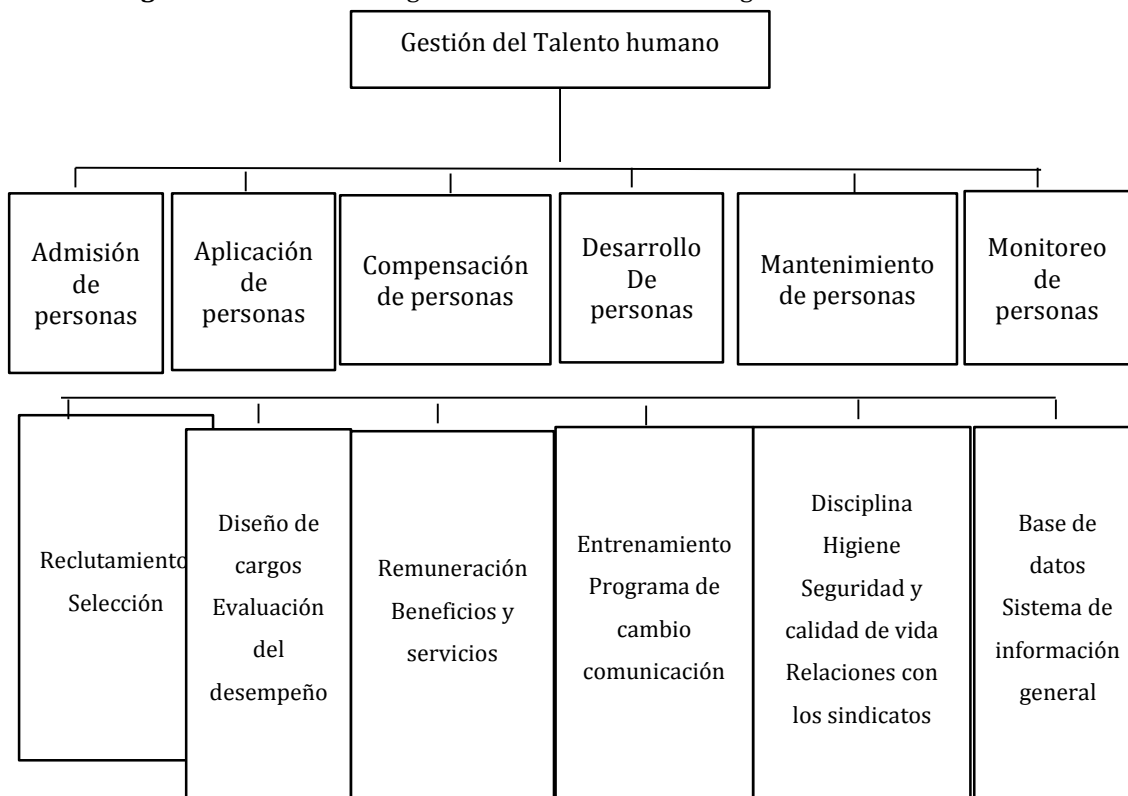 Gestión del Talento humano
Admisión
de
personas
Aplicación
de
personas
Compensación
de personas
Desarrollo
De
personas
Mantenimiento
de personas
Monitoreo
de
personas
Reclutamiento
Selección
Diseño de
cargos
Evaluación
del
desempeño
Remuneración
Beneficios y
servicios
Entrenamiento
Programa de
cambio
comunicación
Disciplina
Higiene
Seguridad y
calidad de vida
Relaciones con
los sindicatos
Base de
datos
Sistema de
información
general